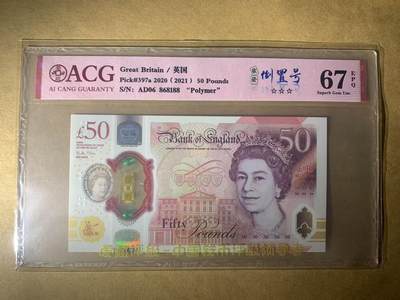 ACG
AI CANG GUARANTY
Great Britain / 英国
Pick#397a 2020 (2021) 50 Pounds
S/N: AD06 868188 "Polymer"
倒置号
☆☆☆
67
EPQ
Superb Gem Unc
£50
Bank of England
50
Fifty
Pounds